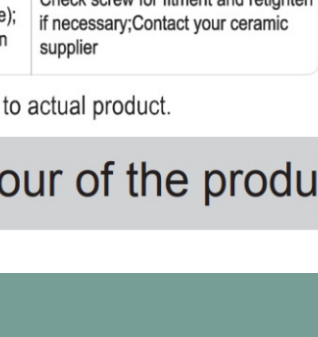 e);
n
Check screw for fitment and retighten
if necessary;Contact your ceramic
supplier
to actual product.
our of the produ